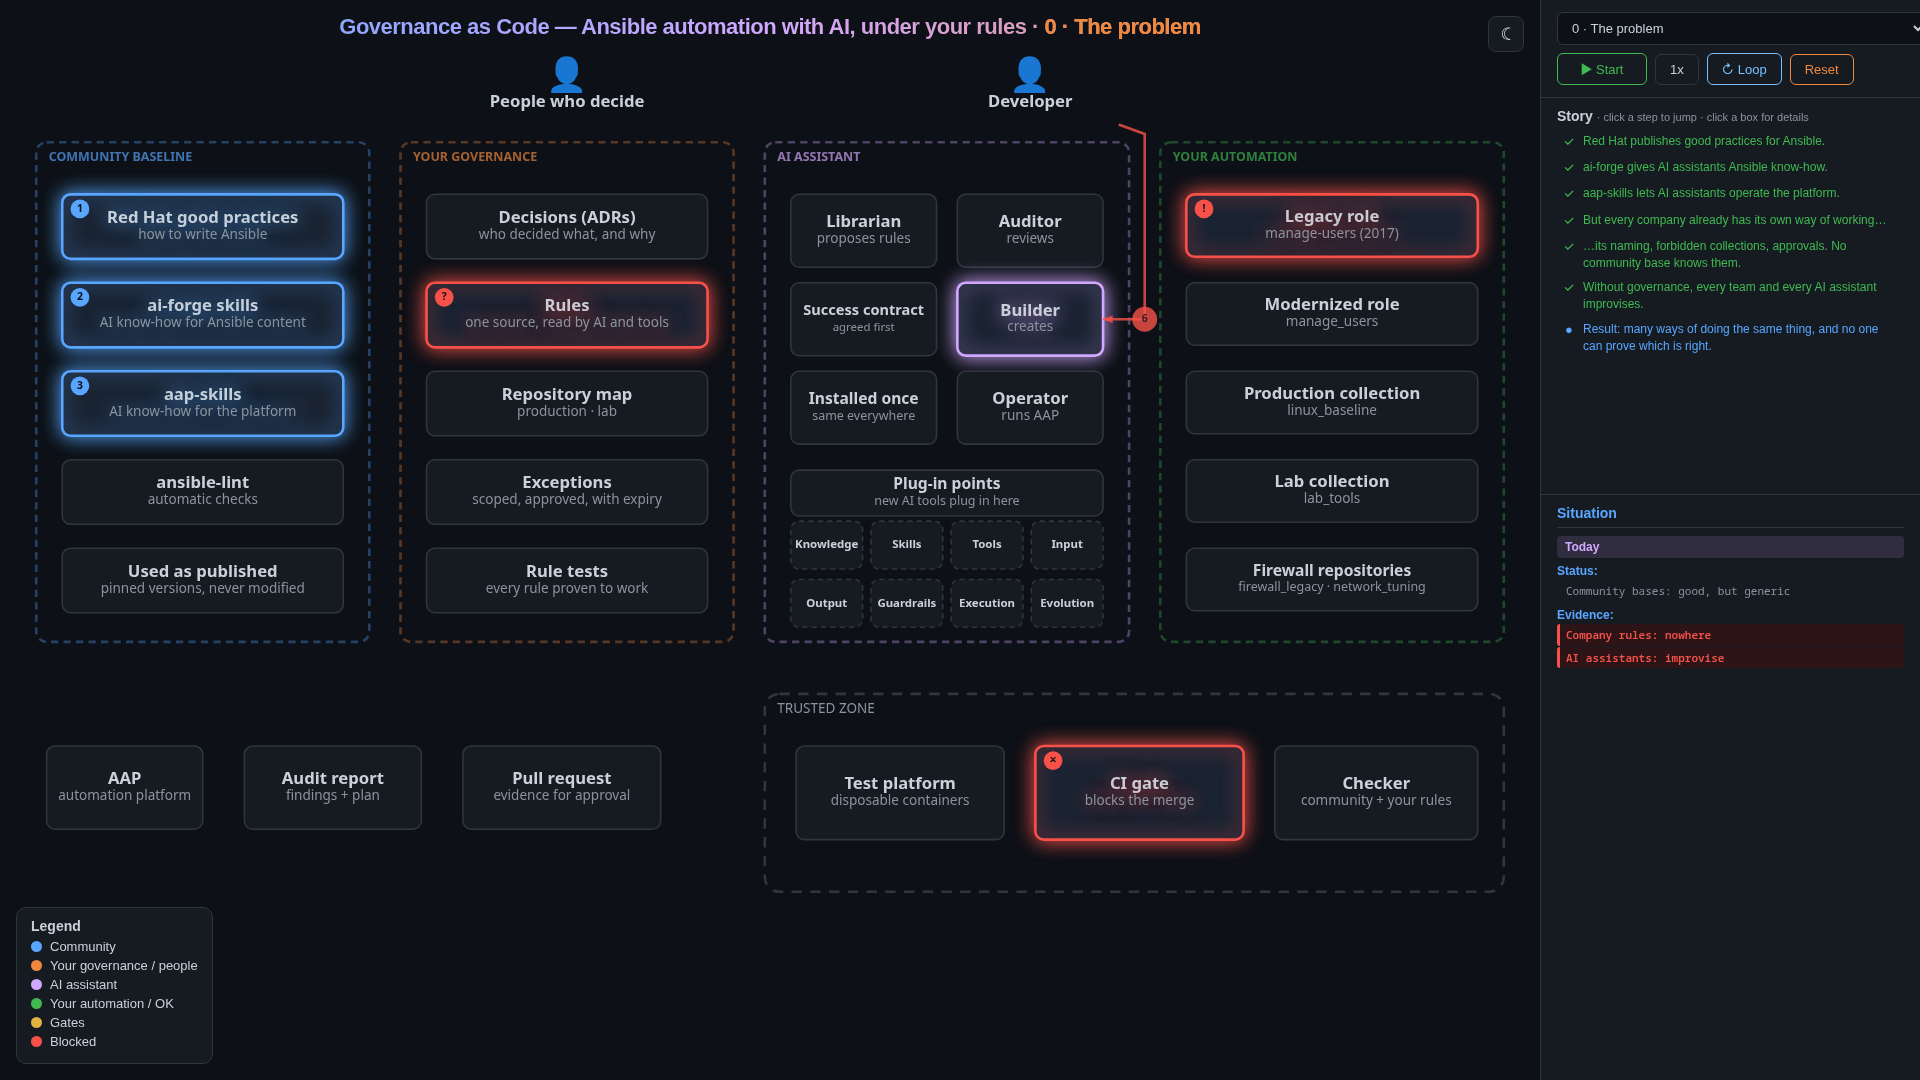 Governance as Code — Ansible automation with AI, under your rules · 0 · The problem
People who decide
Developer
COMMUNITY BASELINE
1
Red Hat good practices
how to write Ansible
2
ai-forge skills
AI know-how for Ansible content
3
aap-skills
AI know-how for the platform
ansible-lint
automatic checks
Used as published
pinned versions, never modified
YOUR GOVERNANCE
Decisions (ADRs)
who decided what, and why
?
Rules
one source, read by AI and tools
Repository map
production · lab
Exceptions
scoped, approved, with expiry
Rule tests
every rule proven to work
AI ASSISTANT
Librarian
proposes rules
Auditor
reviews
Success contract
agreed first
Builder
creates
6
Installed once
same everywhere
Operator
runs AAP
Plug-in points
new AI tools plug in here
Knowledge
Skills
Tools
Input
Output
Guardrails
Execution
Evolution
YOUR AUTOMATION
!
Legacy role
manage-users (2017)
Modernized role
manage_users
Production collection
linux_baseline
Lab collection
lab_tools
Firewall repositories
firewall_legacy · network_tuning
AAP
automation platform
Audit report
findings + plan
Pull request
evidence for approval
TRUSTED ZONE
Test platform
disposable containers
×
CI gate
blocks the merge
Checker
community + your rules
Legend
Community
Your governance / people
AI assistant
Your automation / OK
Gates
Blocked
0 · The problem
▶ Start
1x
↻ Loop
Reset
Story · click a step to jump · click a box for details
✓ Red Hat publishes good practices for Ansible.
✓ ai-forge gives AI assistants Ansible know-how.
✓ aap-skills lets AI assistants operate the platform.
✓ But every company already has its own way of working…
✓ …its naming, forbidden collections, approvals. No
community base knows them.
✓ Without governance, every team and every AI assistant
improvises.
● Result: many ways of doing the same thing, and no one
can prove which is right.
Situation
Today
Status:
Community bases: good, but generic
Evidence:
Company rules: nowhere
AI assistants: improvise